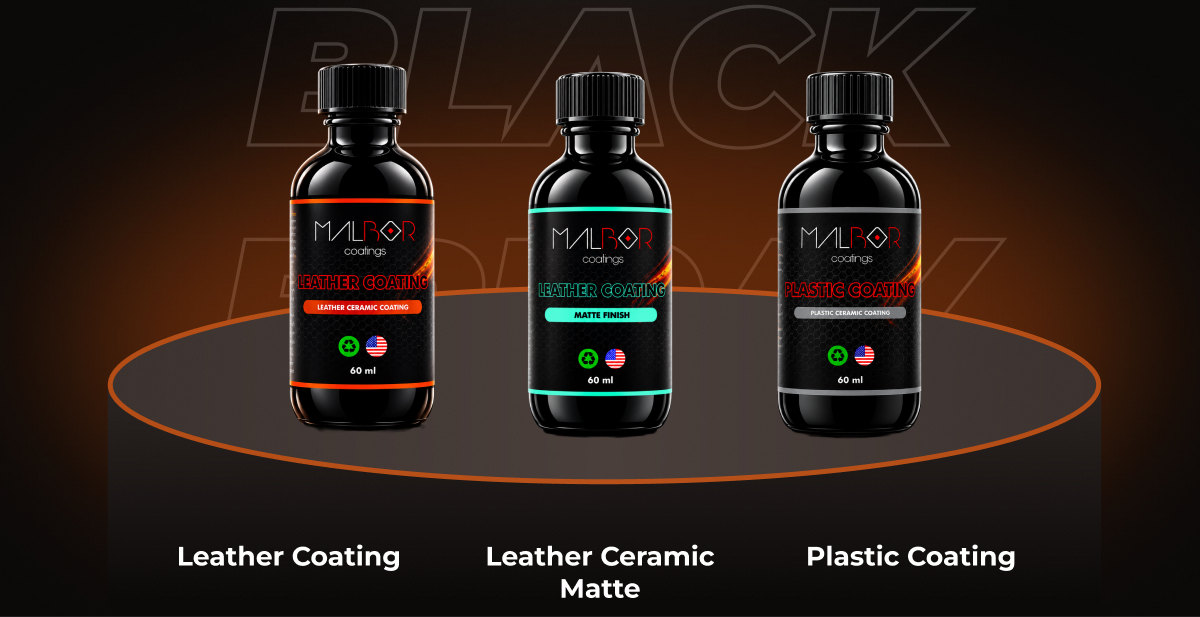 BLACK
MALBOR
coatings
LEATHER COATING
LEATHER CERAMIC COATING
60 ml
MALBOR
coatings
LEATHER COATING
MATTE FINISH
60 ml
MALBOR
coatings
PLASTIC COATING
PLASTIC CERAMIC COATING
60 ml
Leather Coating
Leather Ceramic
Matte
Plastic Coating